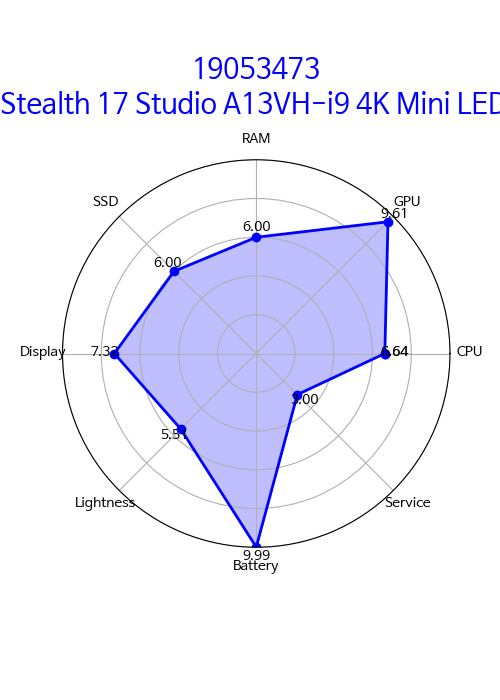 19053473
Stealth 17 Studio A13VH-i9 4K Mini LED
RAM
SSD
GPU
9.61
6.00
6.00
Display
7.33
6.64
CPU
3.00
5.51
Lightness
Service
9.99
Battery